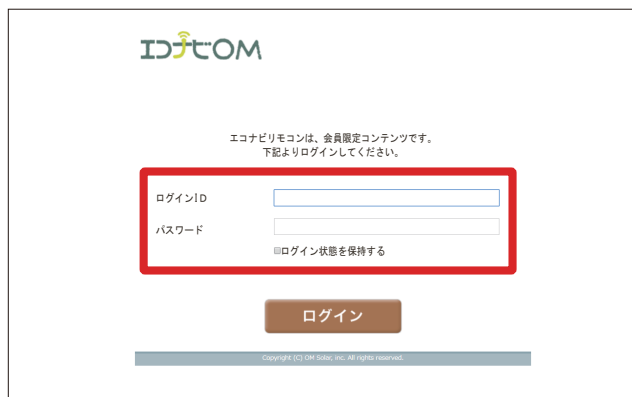 エコナビOM
エコナビリモコンは、会員限定コンテンツです。
下記よりログインしてください。
ログインID
パスワード
ログイン状態を保持する
ログイン
Copyright (C) OM Solar, inc. All rights reserved.